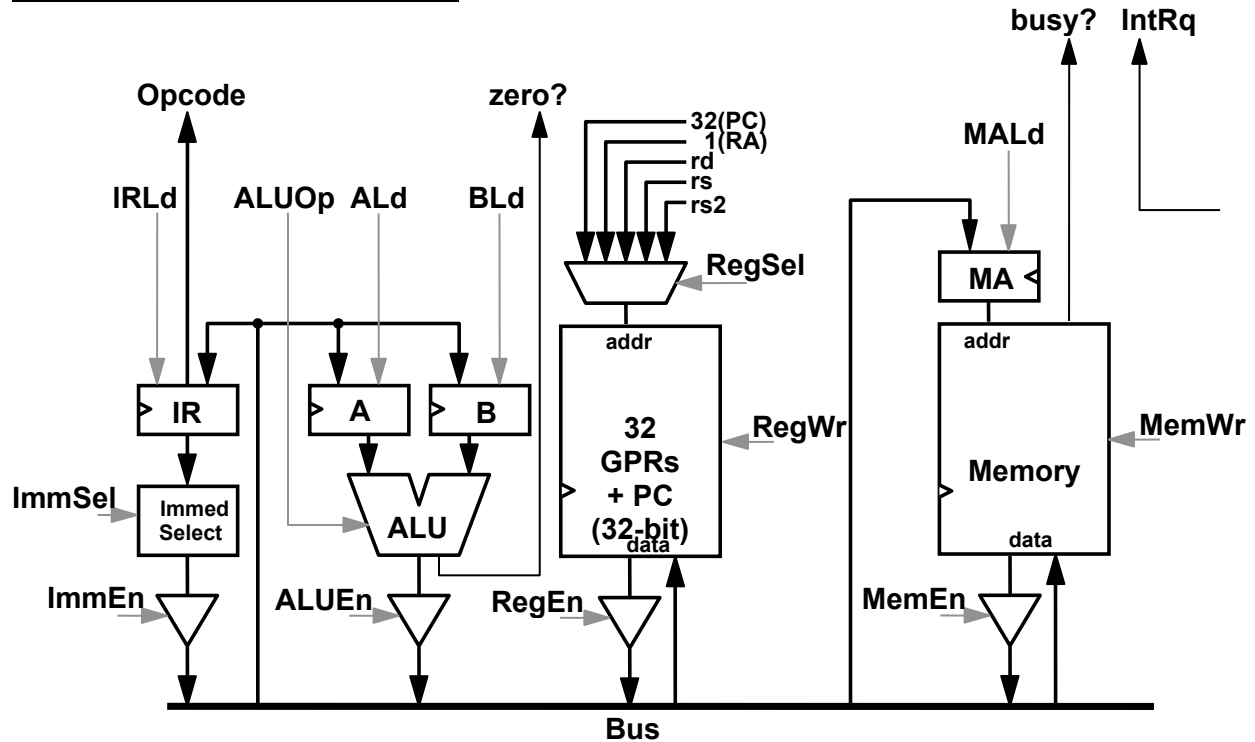 busy? IntRq
Opcode
zero?
32(PC)
1(RA)
rd
rs
rs2
MALd
IRLd
ALUOp
ALd
BLd
RegSel
MA
addr
addr
IR
A
B
32
GPRs
+ PC
(32-bit)
data
RegWr
MemWr
Memory
data
ImmSel
Immed
Select
ALU
ImmEn
ALUEn
RegEn
MemEn
Bus